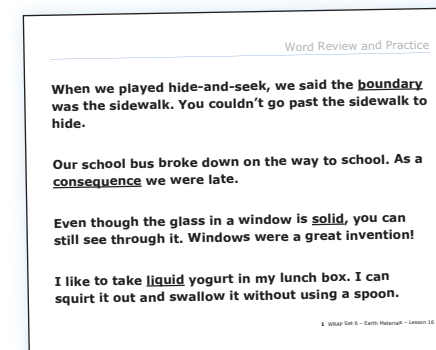 Word Review and Practice
When we played hide-and-seek, we said the boundary
was the sidewalk. You couldn't go past the sidewalk to
hide.
Our school bus broke down on the way to school. As a
consequence we were late.
Even though the glass in a window is solid, you can
still see through it. Windows were a great invention!
I like to take liquid yogurt in my lunch box. I can
squirt it out and swallow it without using a spoon.
1 WRAP Set 6 – Earth Materials – Lesson 16